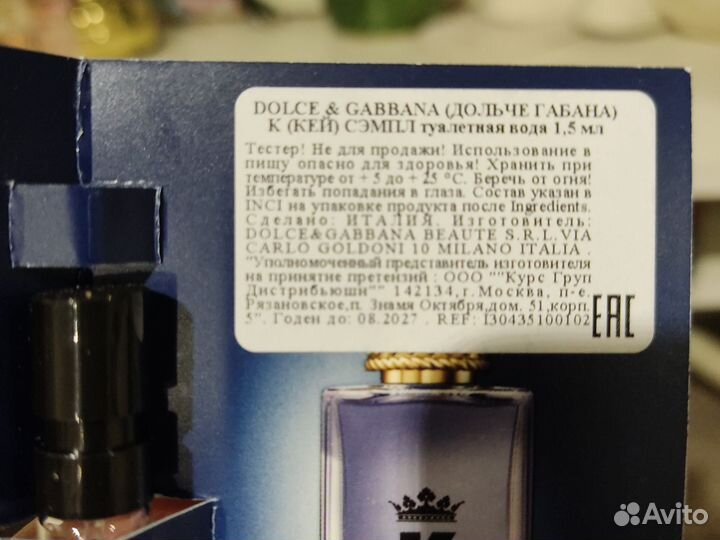 DOLCE & GABBANA (ДОЛЬЧЕ ГАБАНА)
K (КЕЙ) СЭМПЛ туалетная вода 1,5 мл
Тестер! Не для продажи! Использование в
пищу опасно для здоровья! Хранить при
температуре от + 5 до + 25 °C. Беречь от огня!
Избегать попадания в глаза. Состав указан в
INCI на упаковке продукта после Ingredients.
Сделано: ИТАЛИЯ. Изготовитель:
DOLCE&GABBANA BEAUTE S.R.L.VIA
CARLO GOLDONI 10 MILANO ITALIA .
"Уполномоченный представитель изготовителя
на принятие претензий : ООО ""Курс Груп
Дистрибьюшн"" 142134,г.Москва, п-е.
Рязановское,п. Знамя Октября,дом. 51,корп.
5". Годен до: 08.2027 . REF: I30435100102
EAC
K
Avito